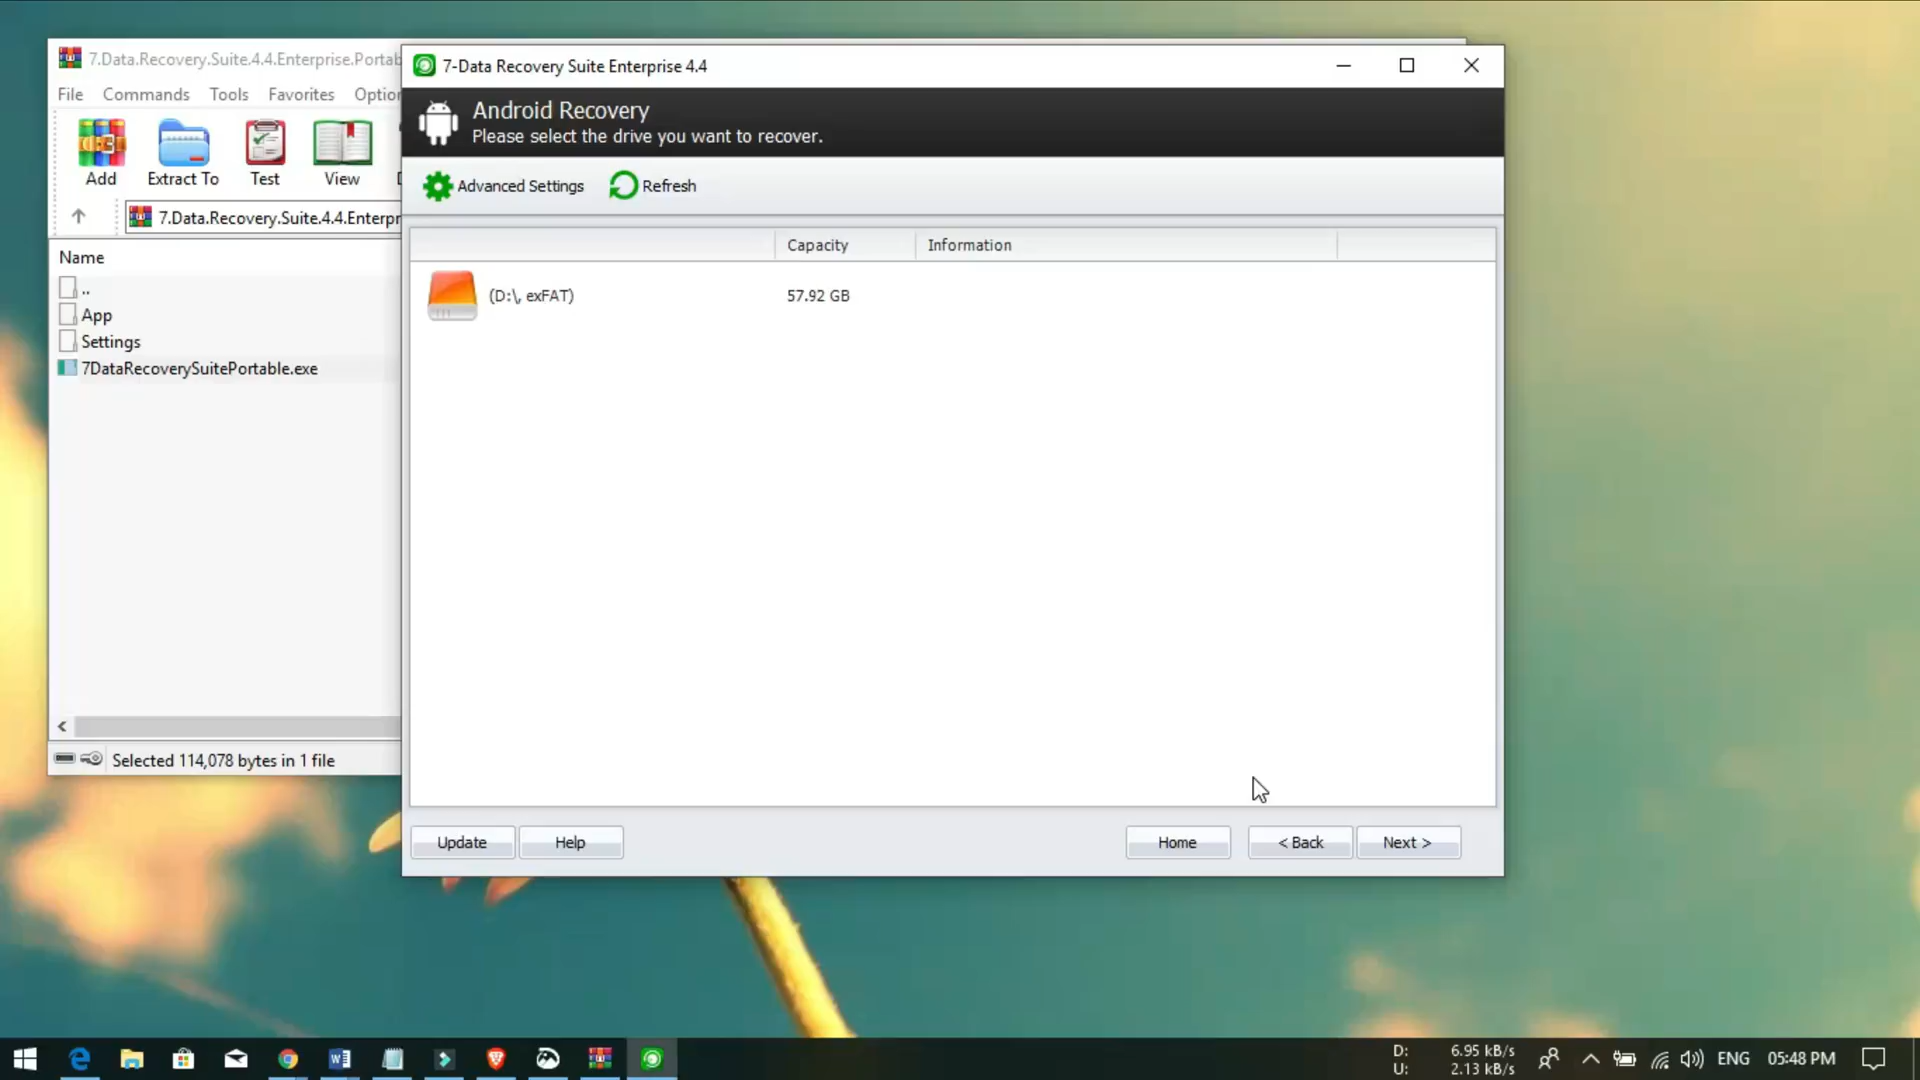 7.Data.Recovery.Suite.4.4.Enterprise.Portab
File Commands Tools Favorites Option
Add Extract To Test View
7.Data.Recovery.Suite.4.4.Enterpr
Name
..
App
Settings
7DataRecoverySuitePortable.exe
Selected 114,078 bytes in 1 file
7-Data Recovery Suite Enterprise 4.4
Android Recovery
Please select the drive you want to recover.
Advanced Settings Refresh
Capacity Information
(D:\, exFAT) 57.92 GB
Update Help Home < Back Next >
D: 6.95 kB/s
U: 2.13 kB/s
ENG 05:48 PM